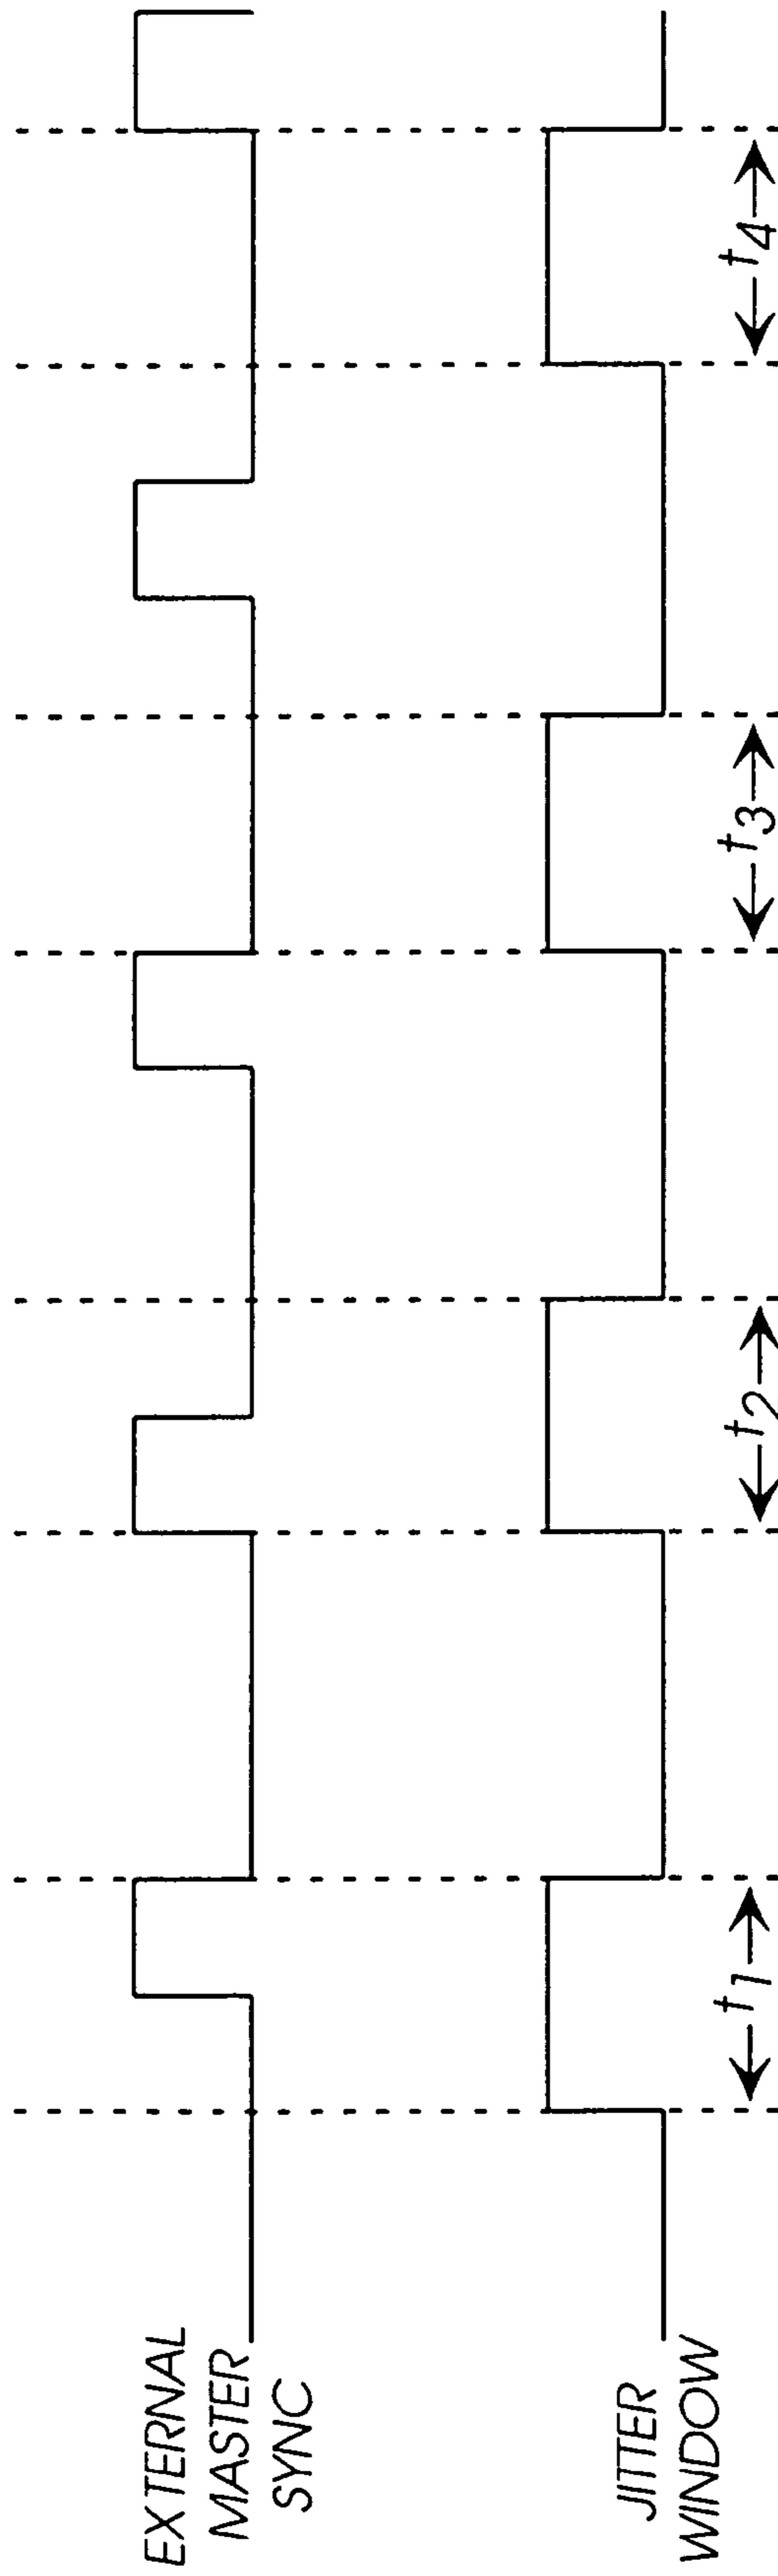 EXTERNAL
MASTER
SYNC
JITTER
WINDOW
t1
t2
t3
t4